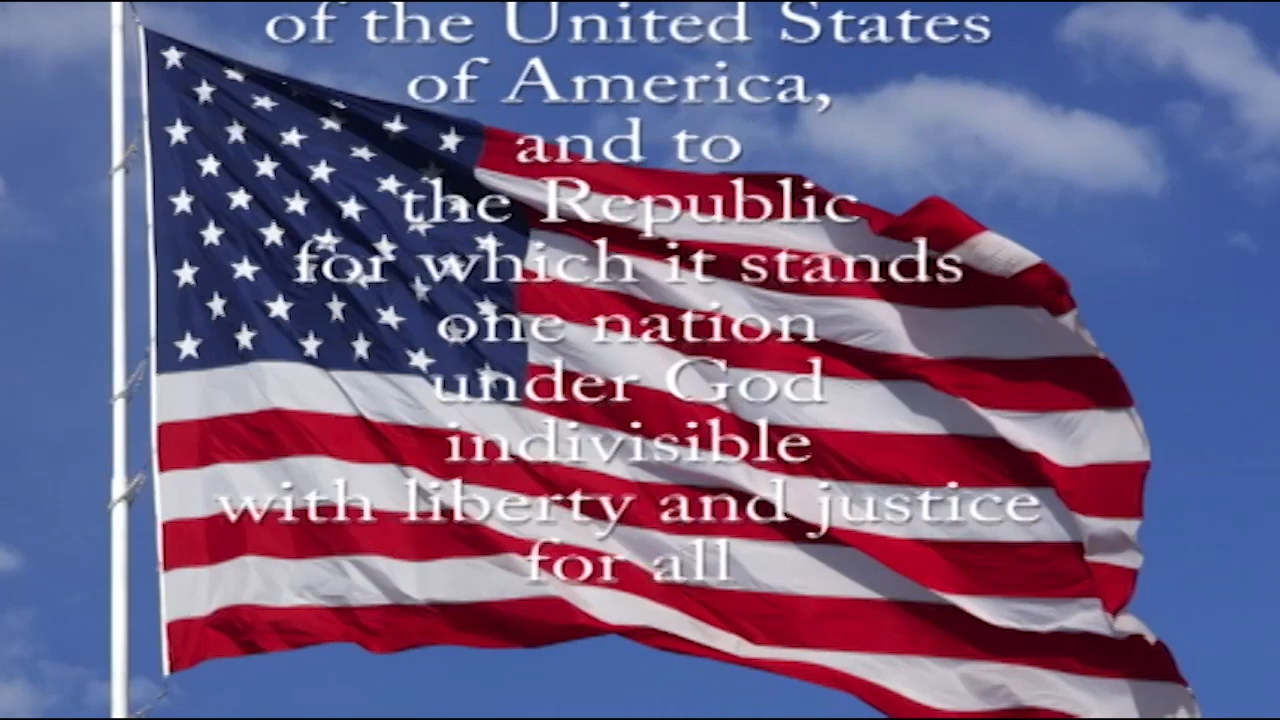 of the United States
of America,
and to
the Republic
for which it stands
one nation
under God
indivisible
with liberty and justice
for all